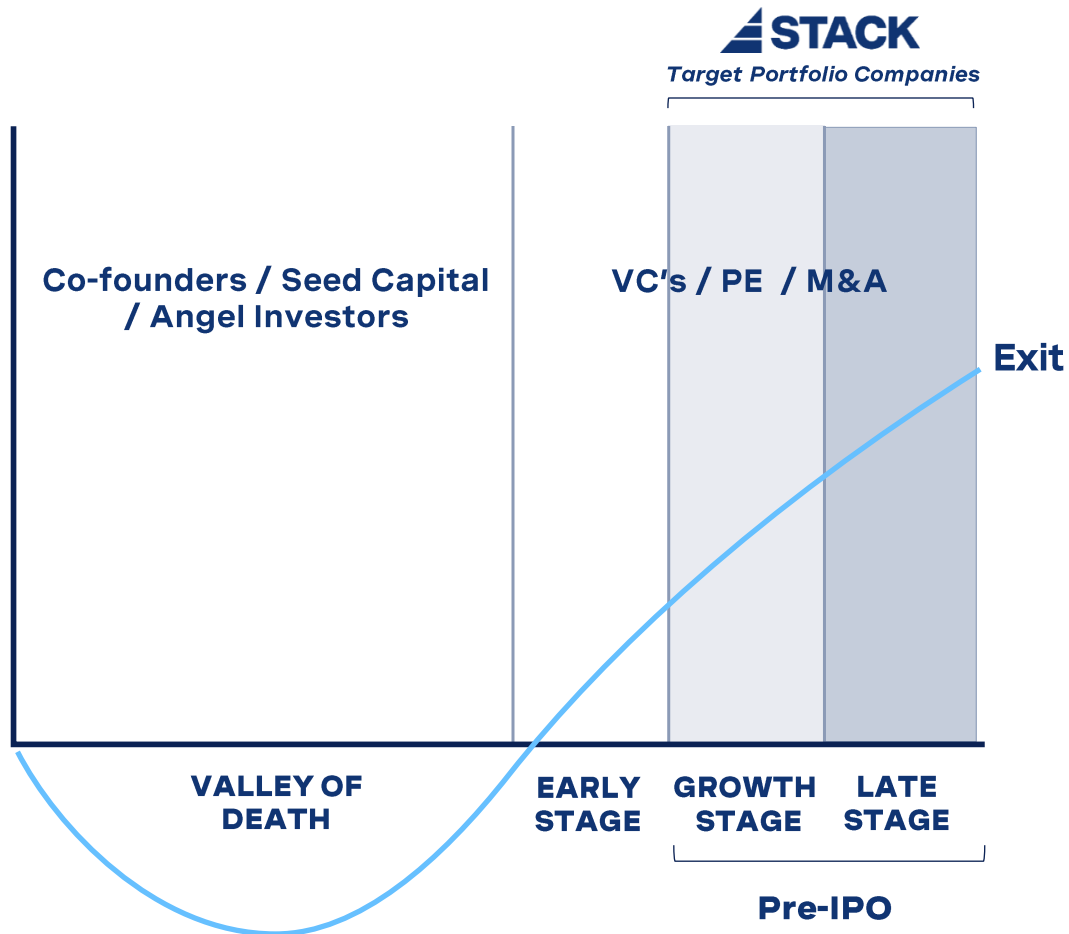 STACK
Target Portfolio Companies
Co-founders / Seed Capital
/ Angel Investors
VC's / PE / M&A
Exit
VALLEY OF
DEATH
EARLY
STAGE
GROWTH
STAGE
LATE
STAGE
Pre-IPO